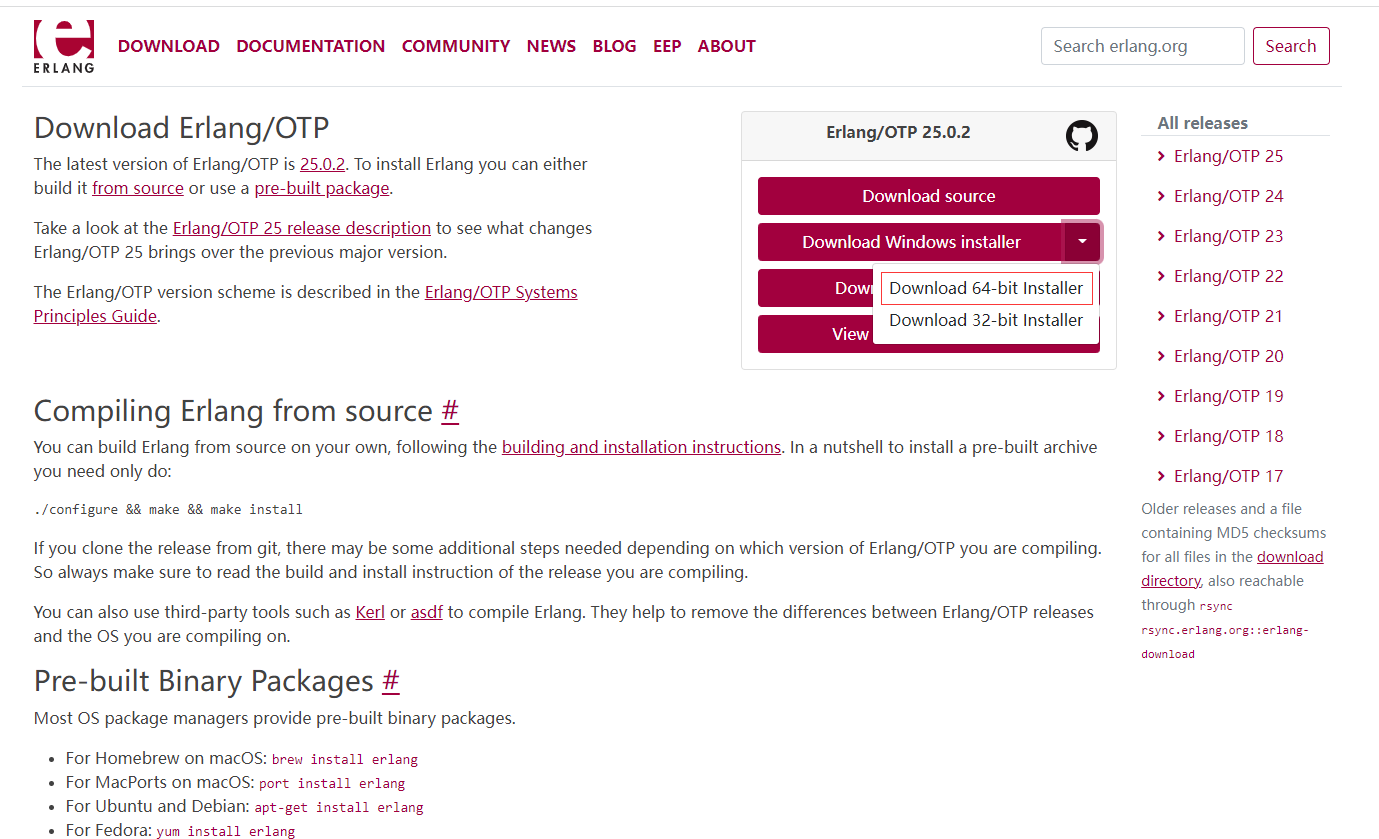 ERLANG
DOWNLOAD DOCUMENTATION COMMUNITY NEWS BLOG EEP ABOUT
Search erlang.org
Search
Download Erlang/OTP
The latest version of Erlang/OTP is 25.0.2. To install Erlang you can either
build it from source or use a pre-built package.
Take a look at the Erlang/OTP 25 release description to see what changes
Erlang/OTP 25 brings over the previous major version.
The Erlang/OTP version scheme is described in the Erlang/OTP Systems
Principles Guide.
Erlang/OTP 25.0.2
Download source
Download Windows installer
Download 64-bit Installer
Download 32-bit Installer
View
All releases
Erlang/OTP 25
Erlang/OTP 24
Erlang/OTP 23
Erlang/OTP 22
Erlang/OTP 21
Erlang/OTP 20
Erlang/OTP 19
Erlang/OTP 18
Erlang/OTP 17
Older releases and a file
containing MD5 checksums
for all files in the download
directory, also reachable
through rsync
rsync.erlang.org::erlang-
download
Compiling Erlang from source #
You can build Erlang from source on your own, following the building and installation instructions. In a nutshell to install a pre-built archive
you need only do:
./configure && make && make install
If you clone the release from git, there may be some additional steps needed depending on which version of Erlang/OTP you are compiling.
So always make sure to read the build and install instruction of the release you are compiling.
You can also use third-party tools such as Kerl or asdf to compile Erlang. They help to remove the differences between Erlang/OTP releases
and the OS you are compiling on.
Pre-built Binary Packages #
Most OS package managers provide pre-built binary packages.
• For Homebrew on macOS: brew install erlang
• For MacPorts on macOS: port install erlang
• For Ubuntu and Debian: apt-get install erlang
• For Fedora: yum install erlang